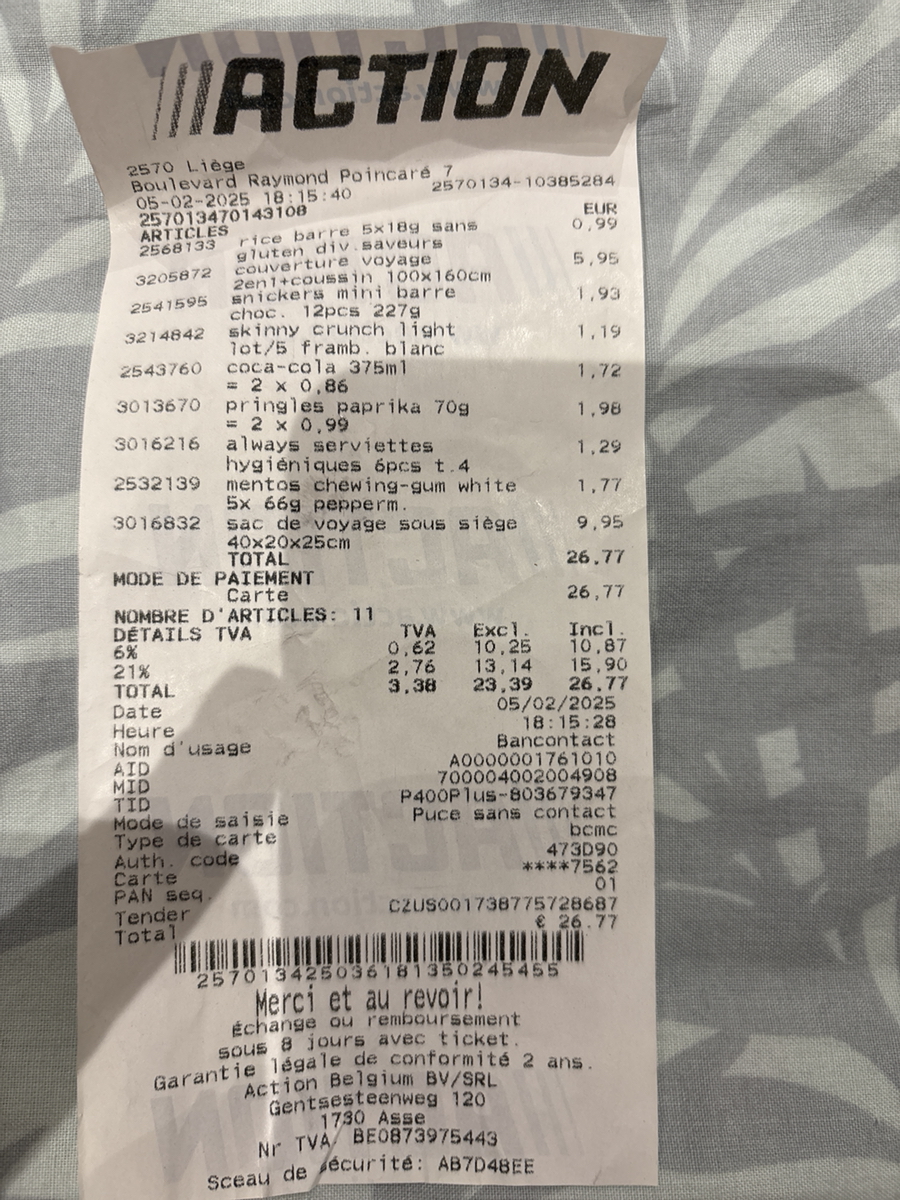 ACTION
2570 Liège
Boulevard Raymond Poincaré 7
05-02-2025 18:15:40 2570134-10385284
257013470143108
ARTICLES EUR
2568133 rice barre 5x18g sans 0,99
gluten div.saveurs
3205872 couverture voyage 5,95
2en1+coussin 100x160cm
2541595 snickers mini barre 1,93
choc. 12pcs 227g
3214842 skinny crunch light 1,19
lot/5 framb. blanc
2543760 coca-cola 375ml 1,72
= 2 x 0,86
3013670 pringles paprika 70g 1,98
= 2 x 0,99
3016216 always serviettes 1,29
hygiéniques 6pcs t.4
2532139 mentos chewing-gum white 1,77
5x 66g pepperm.
3016832 sac de voyage sous siège 9,95
40x20x25cm
TOTAL 26,77
MODE DE PAIEMENT
Carte 26,77
NOMBRE D'ARTICLES: 11
DÉTAILS TVA TVA Excl. Incl.
6% 0,62 10,25 10,87
21% 2,76 13,14 15,90
TOTAL 3,38 23,39 26,77
Date 05/02/2025
Heure 18:15:28
Nom d'usage Bancontact
AID A0000001761010
MID 700004002004908
TID P400Plus-803679347
Mode de saisie Puce sans contact
Type de carte bcmc
Auth. code 473D90
Carte ****7562
PAN seq. 01
Tender CZUS001738775728687
Total € 26.77
257013425036181350245455
Merci et au revoir!
Échange ou remboursement
sous 8 jours avec ticket.
Garantie légale de conformité 2 ans.
Action Belgium BV/SRL
Gentsesteenweg 120
1730 Asse
Nr TVA BE0873975443
Sceau de sécurité: AB7D48EE